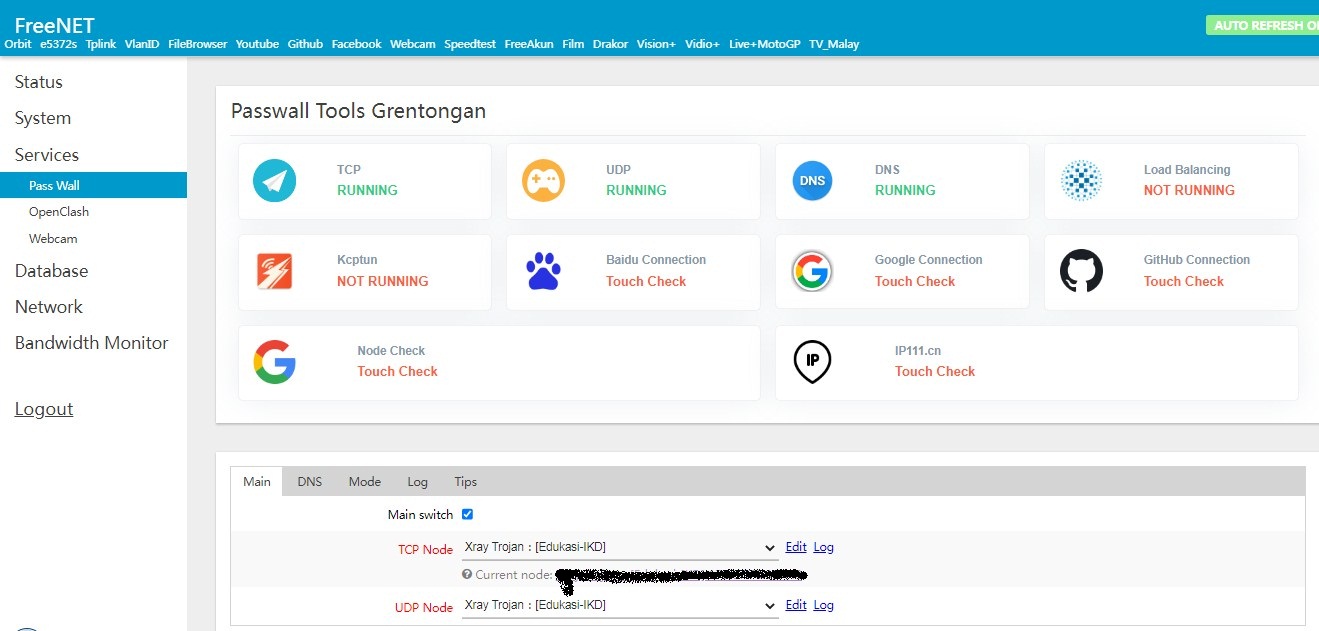 FreeNET
AUTO REFRESH
Orbit e5372s Tplink VlanID FileBrowser Youtube Github Facebook Webcam Speedtest FreeAkun Film Drakor Vision+ Vidio+ Live+MotoGP TV_Malay
Status
System
Services
Pass Wall
OpenClash
Webcam
Database
Network
Bandwidth Monitor
Logout
Passwall Tools Grentongan
TCP
RUNNING
UDP
RUNNING
DNS
DNS
RUNNING
Load Balancing
NOT RUNNING
Kcptun
NOT RUNNING
Baidu Connection
Touch Check
Google Connection
Touch Check
GitHub Connection
Touch Check
Node Check
Touch Check
IP
IP111.cn
Touch Check
Main DNS Mode Log Tips
Main switch
TCP Node Xray Trojan : [Edukasi-IKD] Edit Log
Current node:
UDP Node Xray Trojan : [Edukasi-IKD] Edit Log